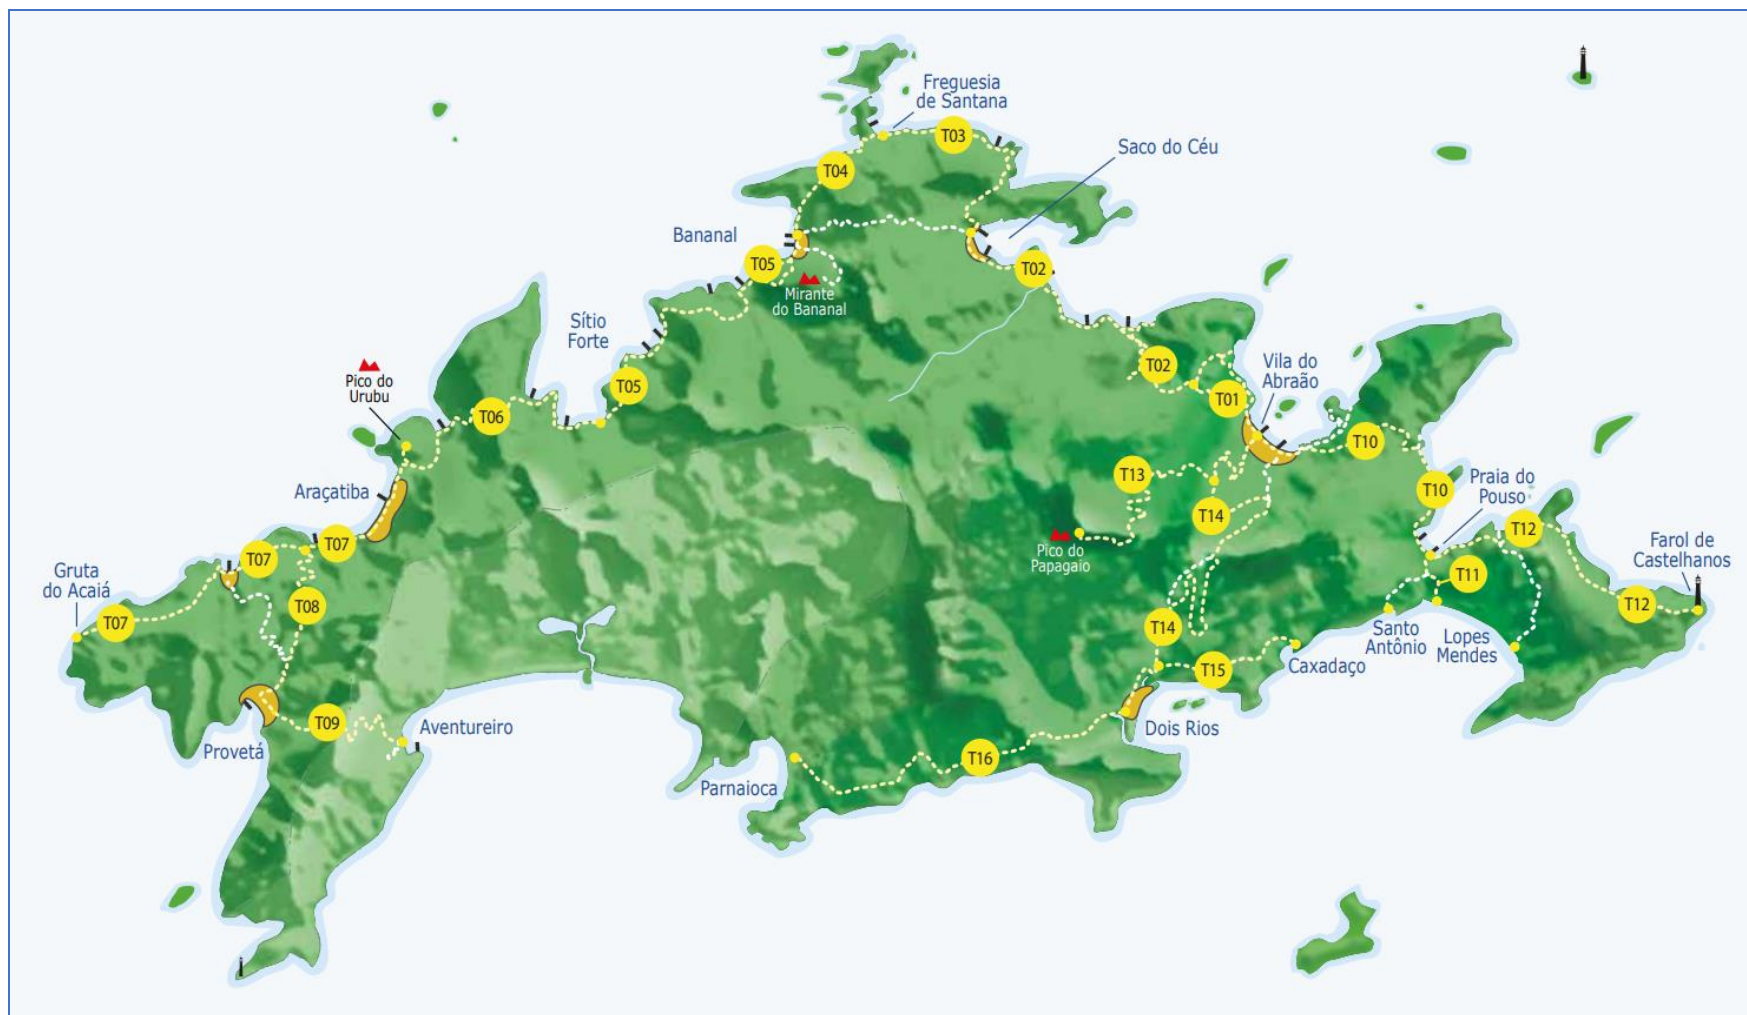 Freguesia
de Santana
T03
Saco do Céu
T04
Bananal
T05
T02
Mirante
do Bananal
Sítio
Forte
T02
Vila do
Abraão
Pico do
Urubu
T05
T01
T06
T10
T13
Praia do
Pouso
Araçatiba
T10
T14
T12
Pico do
Papagaio
Farol de
Castelhanos
T07
T07
Gruta
do Acaiá
T11
T08
T12
T07
T14
Santo
Antônio
Lopes
Mendes
Caxadaço
T15
T09
Aventureiro
Dois Rios
Provetá
T16
Parnaioca